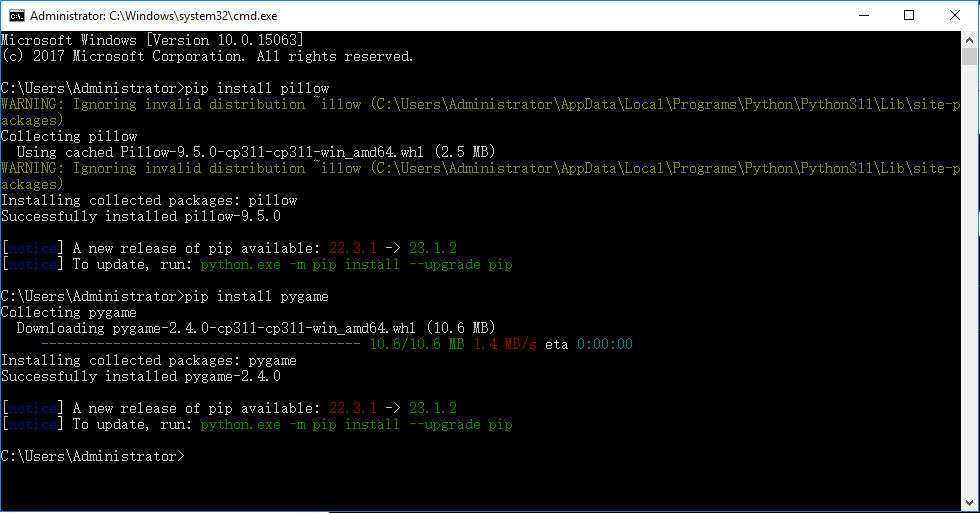 Administrator: C:\Windows\system32\cmd.exe
Microsoft Windows [Version 10.0.15063]
(c) 2017 Microsoft Corporation. All rights reserved.
C:\Users\Administrator>pip install pillow
WARNING: Ignoring invalid distribution ~illow (C:\Users\Administrator\AppData\Local\Programs\Python\Python311\Lib\site-p
ackages)
Collecting pillow
  Using cached Pillow-9.5.0-cp311-cp311-win_amd64.whl (2.5 MB)
WARNING: Ignoring invalid distribution ~illow (C:\Users\Administrator\AppData\Local\Programs\Python\Python311\Lib\site-p
ackages)
Installing collected packages: pillow
Successfully installed pillow-9.5.0
[notice] A new release of pip available: 22.3.1 -> 23.1.2
[notice] To update, run: python.exe -m pip install --upgrade pip
C:\Users\Administrator>pip install pygame
Collecting pygame
  Downloading pygame-2.4.0-cp311-cp311-win_amd64.whl (10.6 MB)
     ---------------------------------------- 10.6/10.6 MB 1.4 MB/s eta 0:00:00
Installing collected packages: pygame
Successfully installed pygame-2.4.0
[notice] A new release of pip available: 22.3.1 -> 23.1.2
[notice] To update, run: python.exe -m pip install --upgrade pip
C:\Users\Administrator>